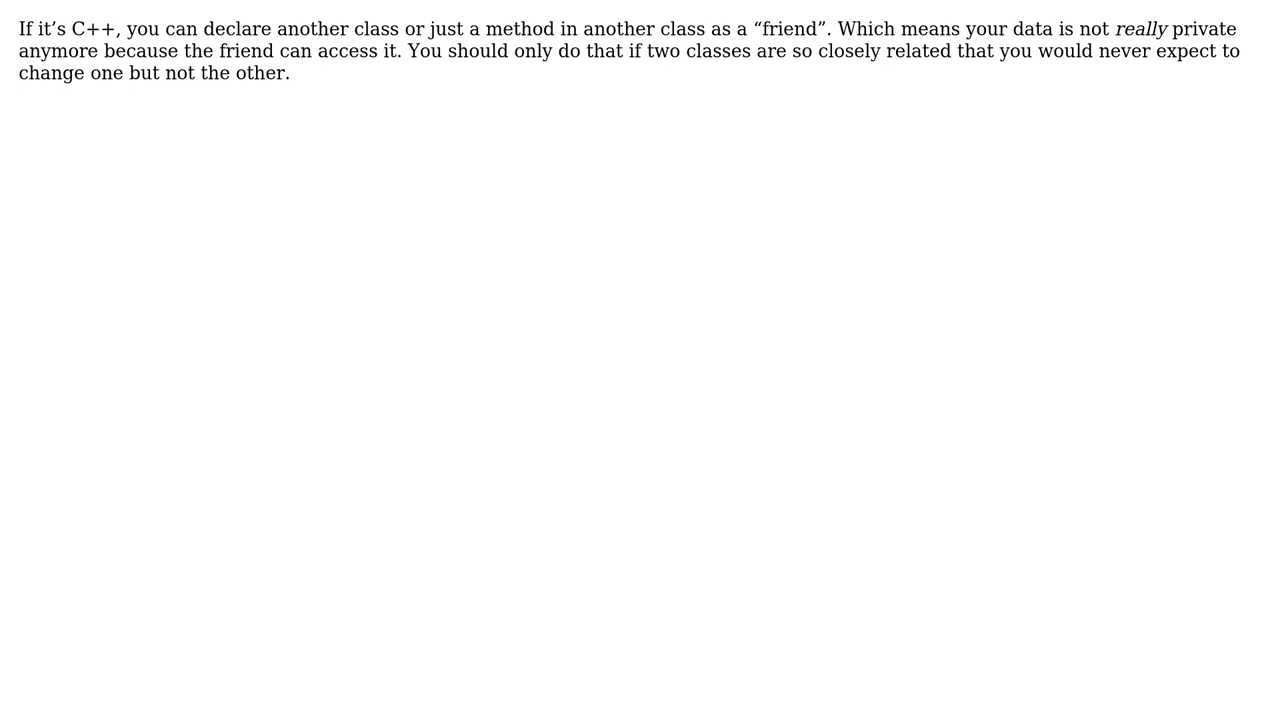 If it’s C++, you can declare another class or just a method in another class as a “friend”. Which means your data is not really private
anymore because the friend can access it. You should only do that if two classes are so closely related that you would never expect to
change one but not the other.